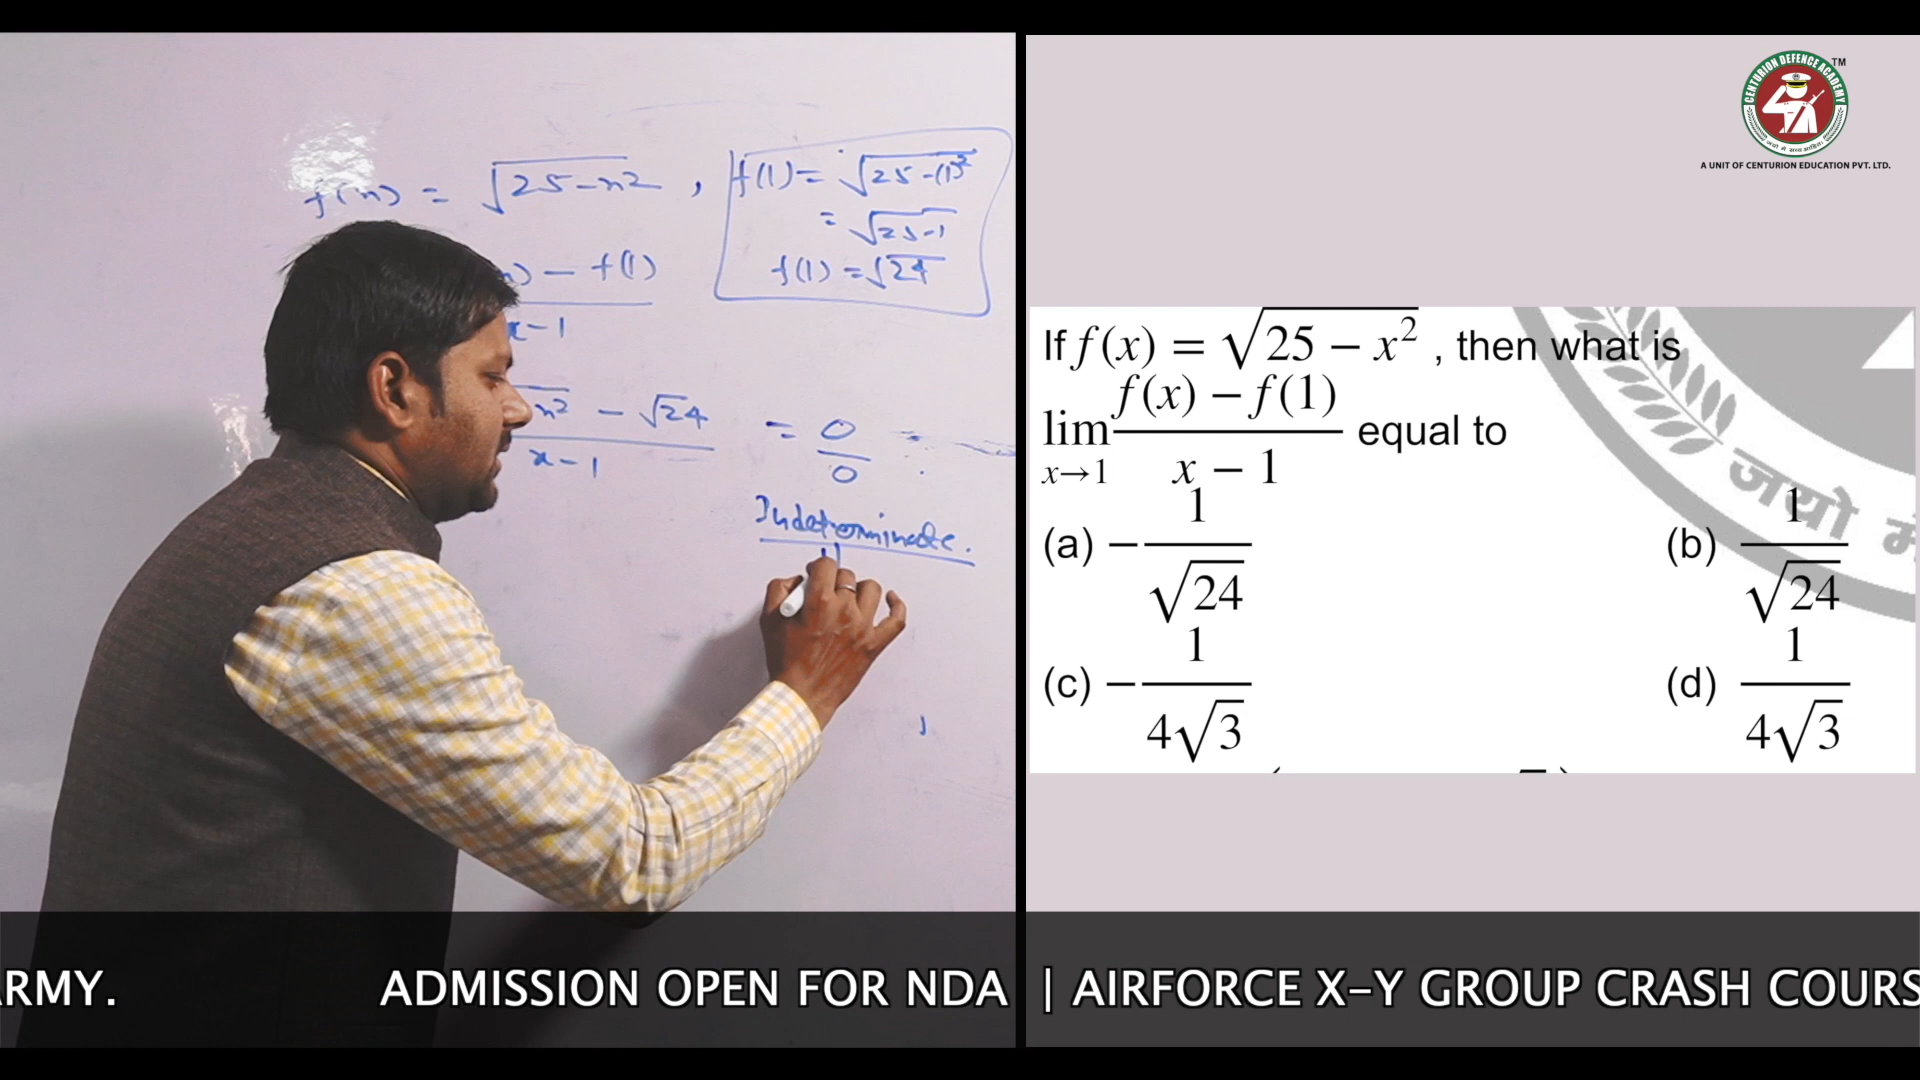 f(x) = √25-x² , f(1) = √25-(1)²
= √25-1
f(1) = √24
x) - f(1)
x-1
x² - √24
x-1
= 0
0
Indeterminate.
CENTURION DEFENCE ACADEMY
TM
A UNIT OF CENTURION EDUCATION PVT. LTD.
If f(x) = √25 − x² , then what is
lim x→1 f(x) − f(1) / x − 1 equal to
जयो म
(a) − 1/√24 (b) 1/√24
(c) − 1/4√3 (d) 1/4√3
RMY. ADMISSION OPEN FOR NDA | AIRFORCE X-Y GROUP CRASH COURS